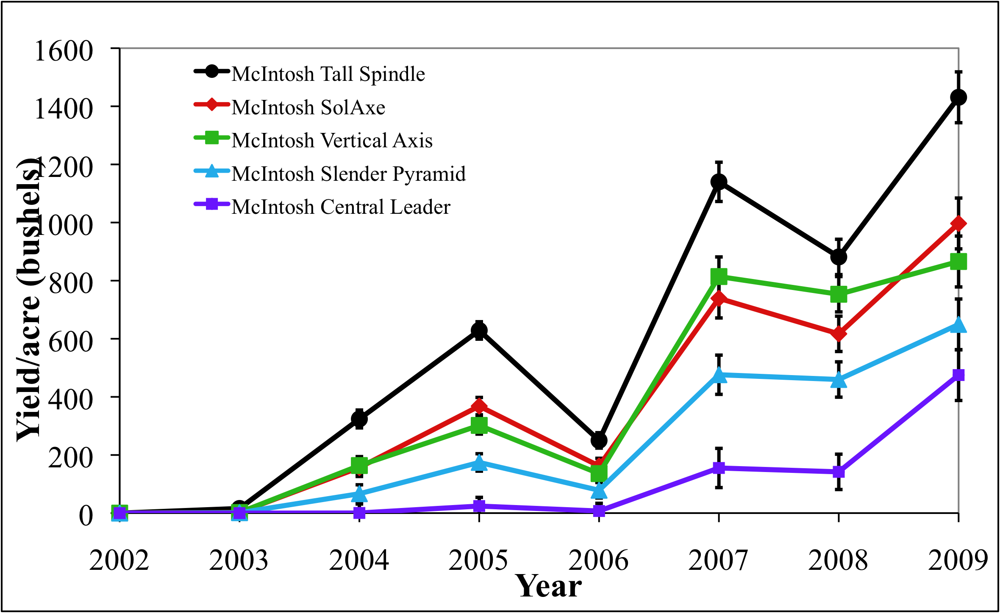 1600
1400
1200
1000
800
600
400
200
0
Yield/acre (bushels)
McIntosh Tall Spindle
McIntosh SolAxe
McIntosh Vertical Axis
McIntosh Slender Pyramid
McIntosh Central Leader
2002 2003 2004 2005 2006 2007 2008 2009
Year